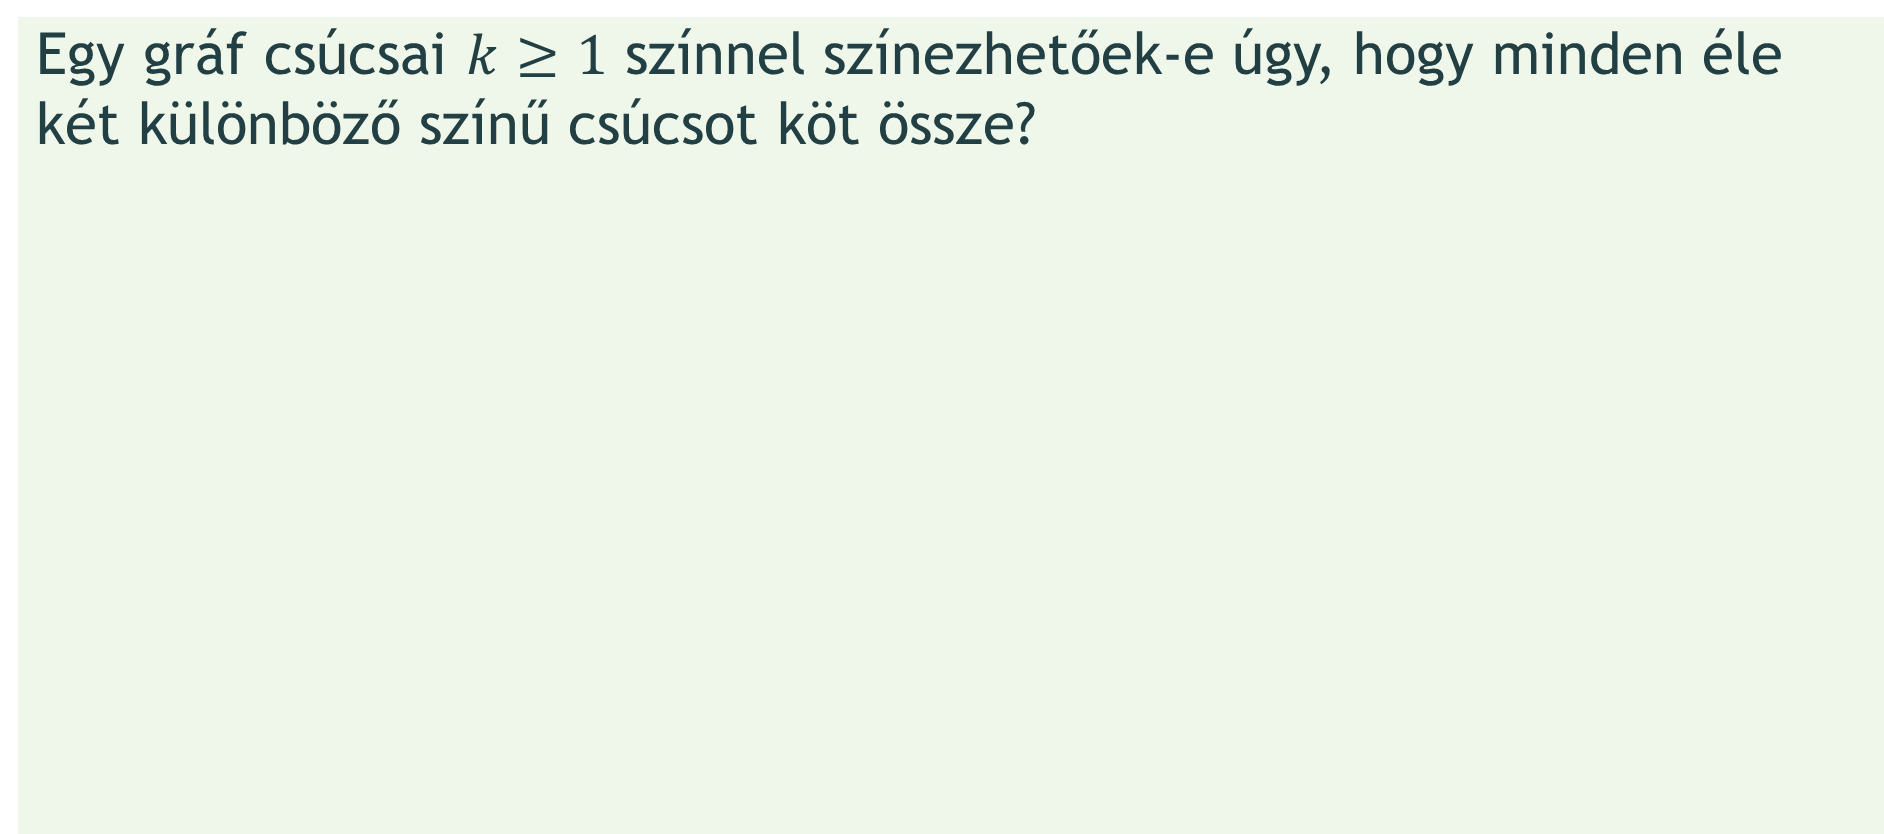 Egy gráf csúcsai 𝑘 ≥ 1 színnel színezhetőek-e úgy, hogy minden éle
két különböző színű csúcsot köt össze?